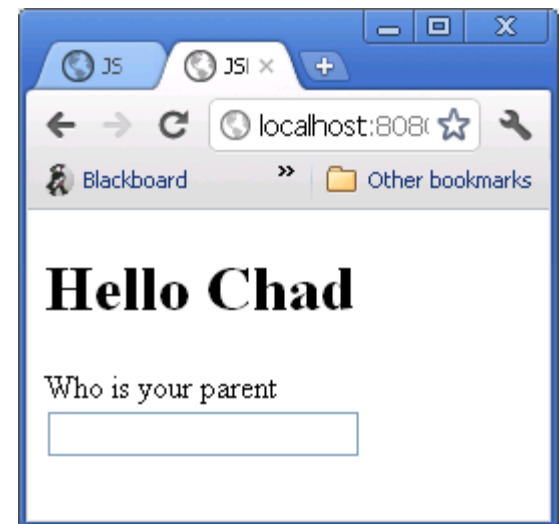 JS
JSI
localhost:808
Blackboard
»
Other bookmarks
Hello Chad
Who is your parent